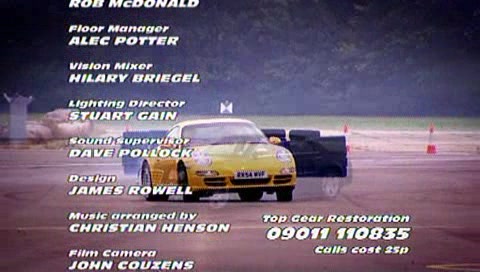 ROB McDONALD
Floor Manager
ALEC POTTER
Vision Mixer
HILARY BRIEGEL
Lighting Director
STUART GAIN
Sound supervisor
DAVE POLLOCK
Design
JAMES ROWELL
Music arranged by
CHRISTIAN HENSON
Film Camera
JOHN COUZENS
Top Gear Restoration
09011 110835
Calls cost 25p